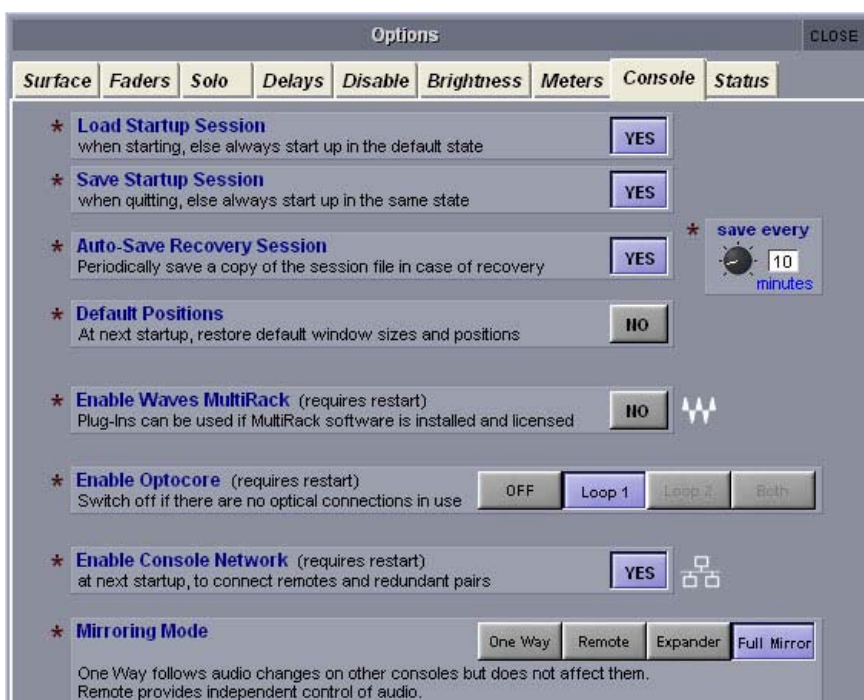 Options
CLOSE
Surface Faders Solo Delays Disable Brightness Meters Console Status
* Load Startup Session
when starting, else always start up in the default state
YES
* Save Startup Session
when quitting, else always start up in the same state
YES
* Auto-Save Recovery Session
Periodically save a copy of the session file in case of recovery
YES
* save every
10
minutes
* Default Positions
At next startup, restore default window sizes and positions
NO
* Enable Waves MultiRack (requires restart)
Plug-Ins can be used if MultiRack software is installed and licensed
NO
* Enable Optocore (requires restart)
Switch off if there are no optical connections in use
OFF Loop 1 Loop 2 Both
* Enable Console Network (requires restart)
at next startup, to connect remotes and redundant pairs
YES
* Mirroring Mode
One Way Remote Expander Full Mirror
One Way follows audio changes on other consoles but does not affect them.
Remote provides independent control of audio.